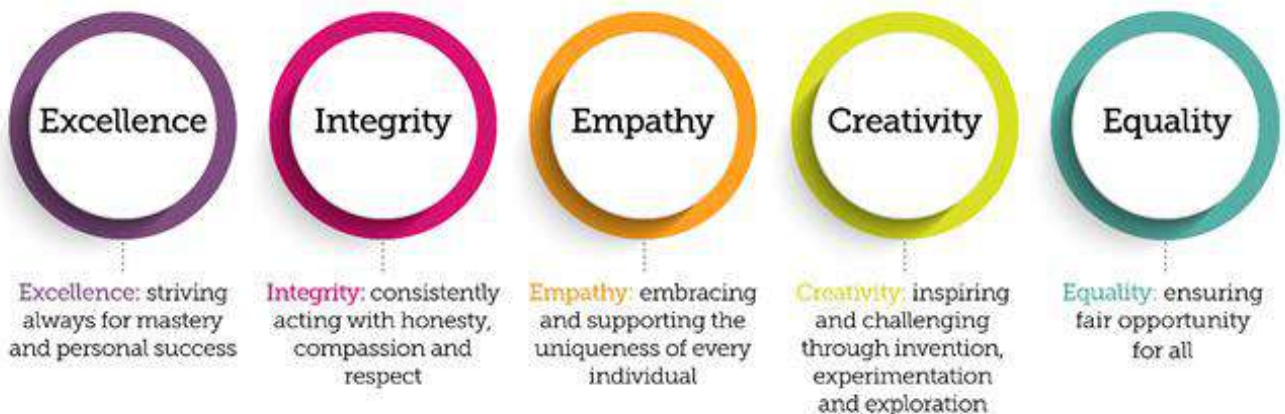 Excellence
Integrity
Empathy
Creativity
Equality
Excellence: striving
always for mastery
and personal success
Integrity: consistently
acting with honesty,
compassion and
respect
Empathy: embracing
and supporting the
uniqueness of every
individual
Creativity: inspiring
and challenging
through invention,
experimentation
and exploration
Equality: ensuring
fair opportunity
for all